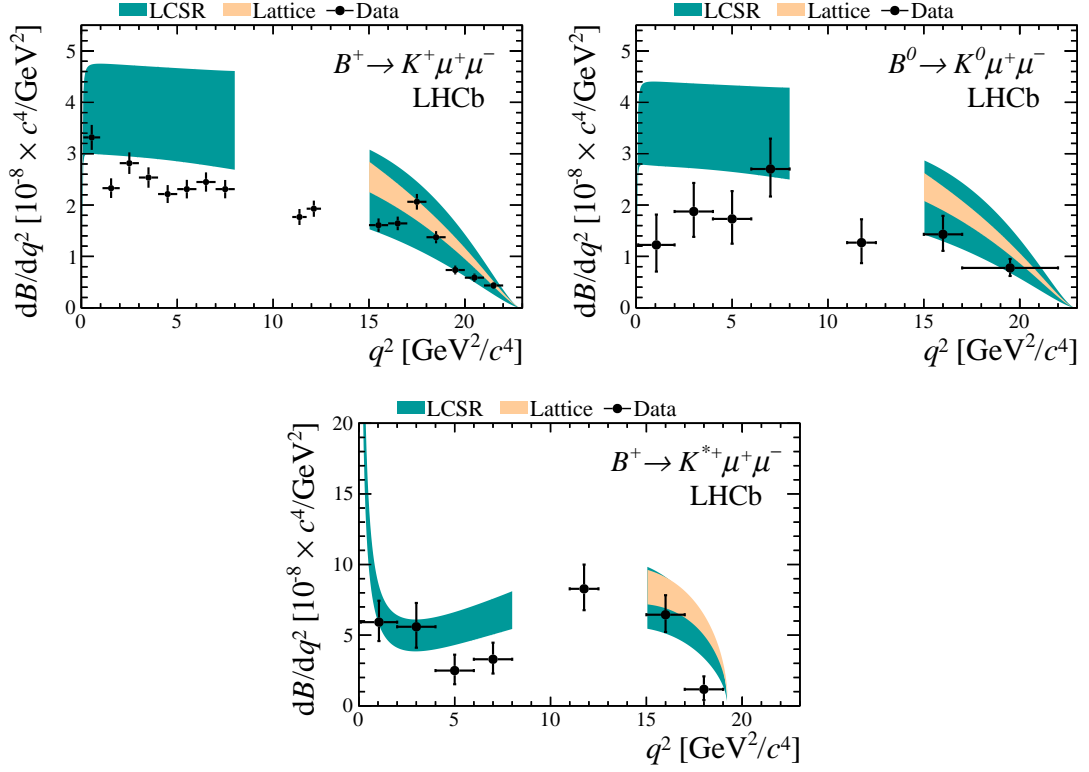 LCSR Lattice Data
dB/dq² [10⁻⁸ × c⁴/GeV²]
5
4
3
2
1
0
B⁺→ K⁺μ⁺μ⁻
LHCb
0 5 10 15 20
q² [GeV²/c⁴]
LCSR Lattice Data
dB/dq² [10⁻⁸ × c⁴/GeV²]
5
4
3
2
1
0
B⁰→ K⁰μ⁺μ⁻
LHCb
0 5 10 15 20
q² [GeV²/c⁴]
LCSR Lattice Data
dB/dq² [10⁻⁸ × c⁴/GeV²]
20
15
10
5
0
B⁺→ K*⁺μ⁺μ⁻
LHCb
0 5 10 15 20
q² [GeV²/c⁴]